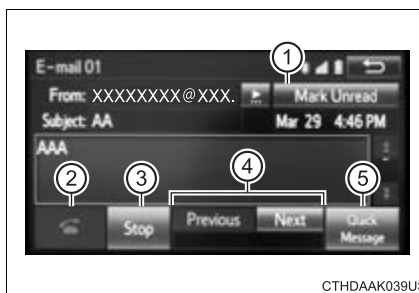 1
E-mail 01
From: XXXXXXXX@XXX.
Mark Unread
Subject: AA
Mar 29 4:46 PM
AAA
2
3
4
5
Stop
Previous
Next
Quick
Message
CTHDAAK039U